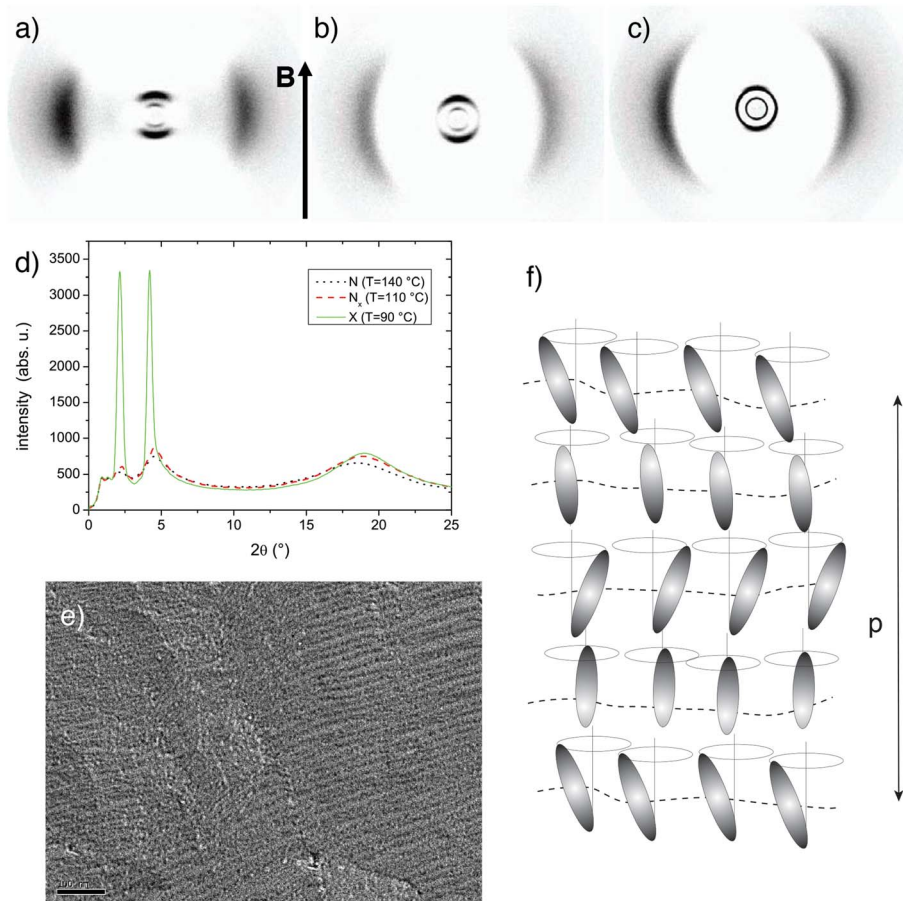 a)
b)
c)
B
d)
intensity (abs. u.)
3500
3000
2500
2000
1500
1000
500
0
0 5 10 15 20 25
2θ (°)
N (T=140 °C)
Nx (T=110 °C)
X (T=90 °C)
e)
f)
p